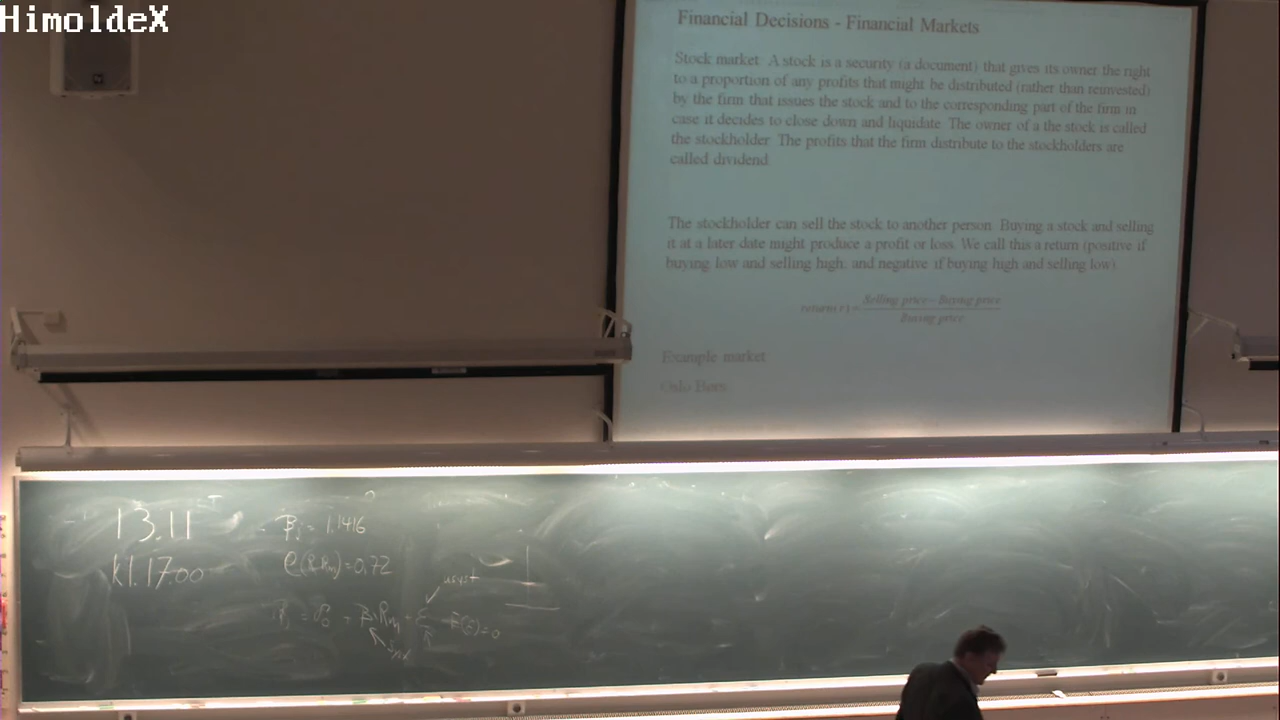 HimoldeX
Financial Decisions - Financial Markets
Stock market: A stock is a security (a document) that gives its owner the right
to a proportion of any profits that might be distributed (rather than reinvested)
by the firm that issues the stock and to the corresponding part of the firm in
case it decides to close down and liquidate. The owner of a the stock is called
the stockholder. The profits that the firm distribute to the stockholders are
called dividend.
The stockholder can sell the stock to another person. Buying a stock and selling
it at a later date might produce a profit or loss. We call this a return (positive if
buying low and selling high, and negative if buying high and selling low).
return(r) = Selling price − Buying price
Buying price
Example market
Oslo Børs
13.11
kl. 17.00
βj = 1.1416
ρ(Rj,Rm) = 0.72
usyst
E(ε) = 0
syst